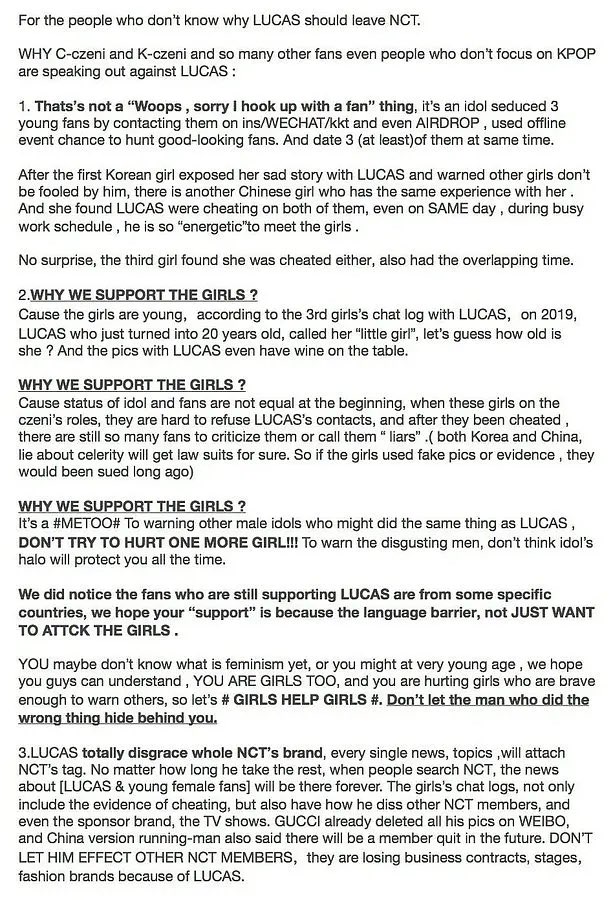 For the people who don't know why LUCAS should leave NCT.
WHY C-czeni and K-czeni and so many other fans even people who don't focus on KPOP
are speaking out against LUCAS :
1. Thats's not a “Woops , sorry I hook up with a fan” thing, it's an idol seduced 3
young fans by contacting them on ins/WECHAT/kkt and even AIRDROP , used offline
event chance to hunt good-looking fans. And date 3 (at least)of them at same time.
After the first Korean girl exposed her sad story with LUCAS and warned other girls don't
be fooled by him, there is another Chinese girl who has the same experience with her .
And she found LUCAS were cheating on both of them, even on SAME day , during busy
work schedule , he is so “energetic”to meet the girls .
No surprise, the third girl found she was cheated either, also had the overlapping time.
2.WHY WE SUPPORT THE GIRLS ?
Cause the girls are young， according to the 3rd girls's chat log with LUCAS，on 2019,
LUCAS who just turned into 20 years old, called her “little girl”, let's guess how old is
she ? And the pics with LUCAS even have wine on the table.
WHY WE SUPPORT THE GIRLS ?
Cause status of idol and fans are not equal at the beginning, when these girls on the
czeni's roles, they are hard to refuse LUCAS's contacts, and after they been cheated ,
there are still so many fans to criticize them or call them “ liars” .( both Korea and China,
lie about celerity will get law suits for sure. So if the girls used fake pics or evidence , they
would been sued long ago)
WHY WE SUPPORT THE GIRLS ?
It's a #METOO# To warning other male idols who might did the same thing as LUCAS ,
DON'T TRY TO HURT ONE MORE GIRL!!! To warn the disgusting men, don't think idol's
halo will protect you all the time.
We did notice the fans who are still supporting LUCAS are from some specific
countries, we hope your “support” is because the language barrier, not JUST WANT
TO ATTCK THE GIRLS .
YOU maybe don't know what is feminism yet, or you might at very young age , we hope
you guys can understand , YOU ARE GIRLS TOO, and you are hurting girls who are brave
enough to warn others, so let's # GIRLS HELP GIRLS #. Don't let the man who did the
wrong thing hide behind you.
3.LUCAS totally disgrace whole NCT's brand, every single news, topics ,will attach
NCT's tag. No matter how long he take the rest, when people search NCT, the news
about [LUCAS & young female fans] will be there forever. The girl's chat logs, not only
include the evidence of cheating, but also have how he diss other NCT members, and
even the sponsor brand, the TV shows. GUCCI already deleted all his pics on WEIBO,
and China version running-man also said there will be a member quit in the future. DON'T
LET HIM EFFECT OTHER NCT MEMBERS， they are losing business contracts, stages,
fashion brands because of LUCAS.